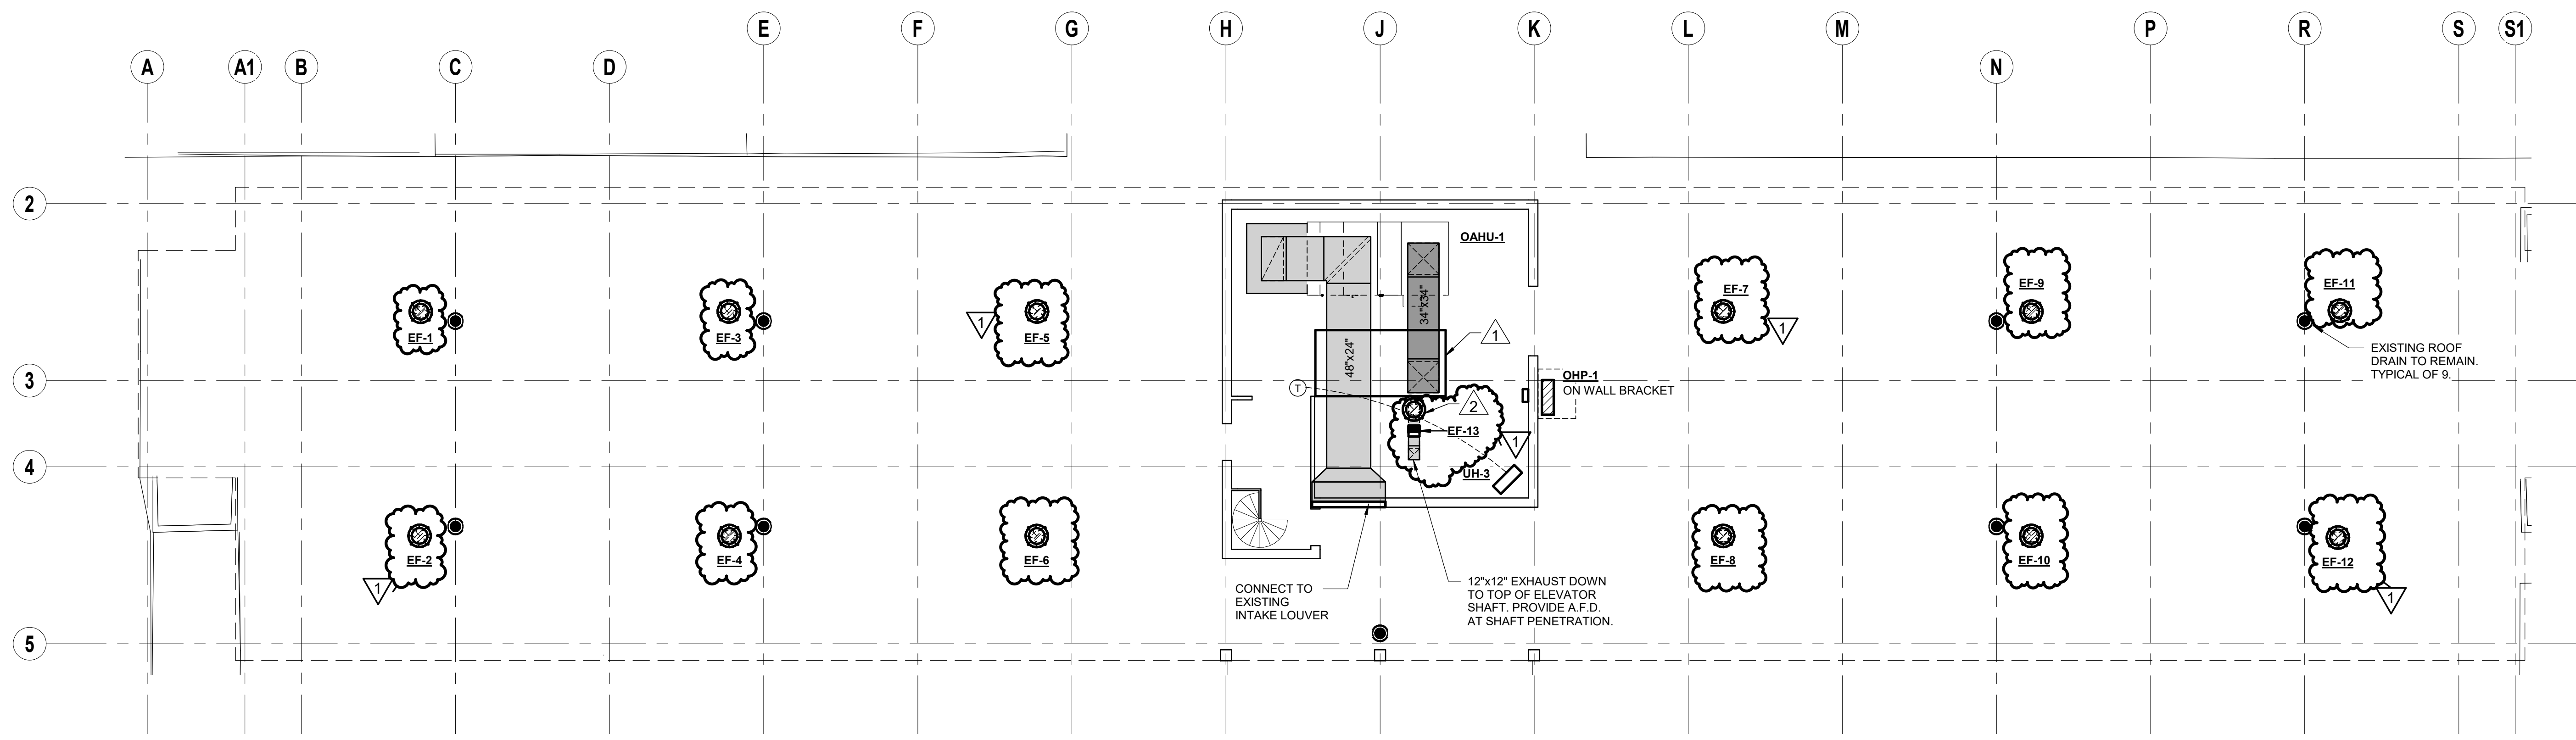 E F G H J K L M P R S S1
A A1 B C D N
2
OAHU-1
EF-9
EF-11
EF-7
34"x34"
1
1
EF-1
EF-3
EF-5
1
48"x24"
EXISTING ROOF
DRAIN TO REMAIN.
TYPICAL OF 9.
3
T
OHP-1
ON WALL BRACKET
2
EF-13
1
4
UH-3
EF-2
EF-4
EF-6
EF-8
EF-10
EF-12
1
1
CONNECT TO
EXISTING
INTAKE LOUVER
12"x12" EXHAUST DOWN
TO TOP OF ELEVATOR
SHAFT. PROVIDE A.F.D.
AT SHAFT PENETRATION.
5